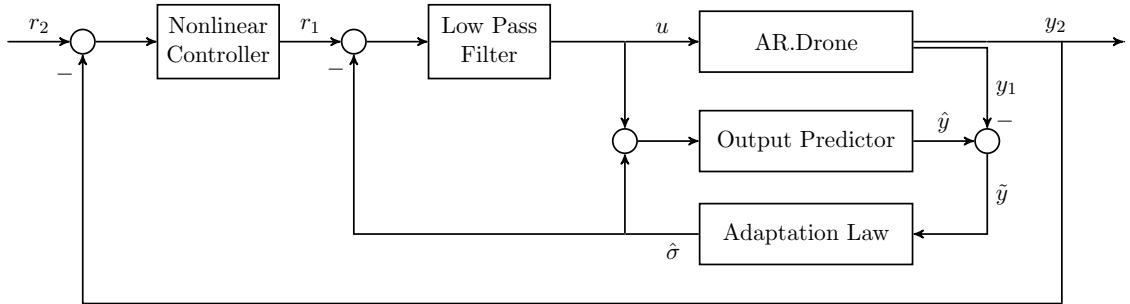 r₂
Nonlinear
Controller
r₁
Low Pass
Filter
u
AR.Drone
y₂
−
−
y₁
−
Output Predictor
ŷ
ỹ
Adaptation Law
σ̂